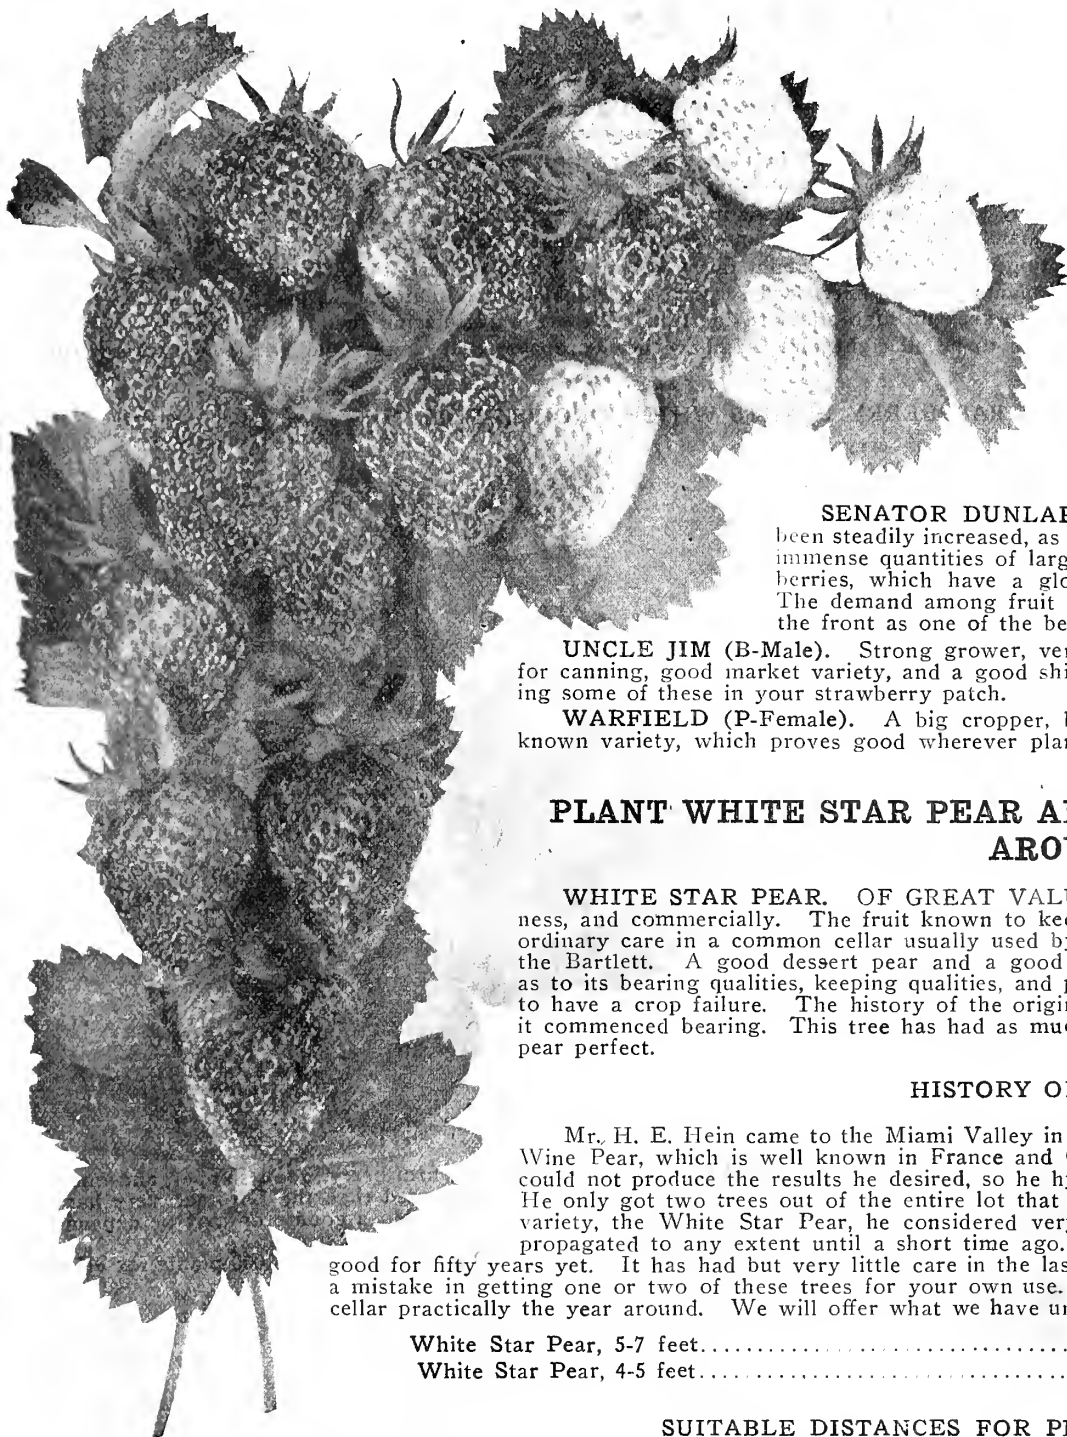 SENATOR DUNLAP
been steadily increased, as
immense quantities of larg
berries, which have a glo
The demand among fruit
the front as one of the be
UNCLE JIM (B-Male). Strong grower, ver
for canning, good market variety, and a good shi
ing some of these in your strawberry patch.
WARFIELD (P-Female). A big cropper,
known variety, which proves good wherever plan
PLANT WHITE STAR PEAR A
AROU
WHITE STAR PEAR. OF GREAT VALU
ness, and commercially. The fruit known to kee
ordinary care in a common cellar usually used by
the Bartlett. A good dessert pear and a good
as to its bearing qualities, keeping qualities, and p
to have a crop failure. The history of the origin
it commenced bearing. This tree has had as muc
pear perfect.
HISTORY O
Mr. H. E. Hein came to the Miami Valley in
Wine Pear, which is well known in France and
could not produce the results he desired, so he hy
He only got two trees out of the entire lot that
variety, the White Star Pear, he considered very
propagated to any extent until a short time ago.
good for fifty years yet. It has had but very little care in the las
a mistake in getting one or two of these trees for your own use.
cellar practically the year around. We will offer what we have un
White Star Pear, 5-7 feet
White Star Pear, 4-5 feet
SUITABLE DISTANCES FOR P